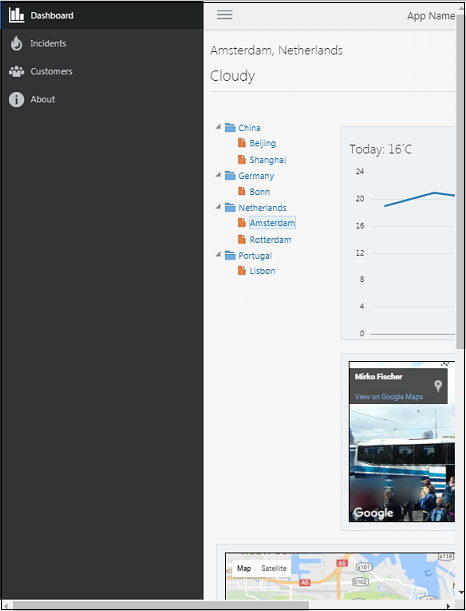 Dashboard
Incidents
Customers
About
App Name
Amsterdam, Netherlands
Cloudy
China
Beijing
Shanghai
Germany
Bonn
Netherlands
Amsterdam
Rotterdam
Portugal
Lisbon
Today: 16°C
24
20
16
12
8
4
0
Mirko Fischer
View on Google Maps
Google
Map
Satellite
s101
A5
A8
s102
s102